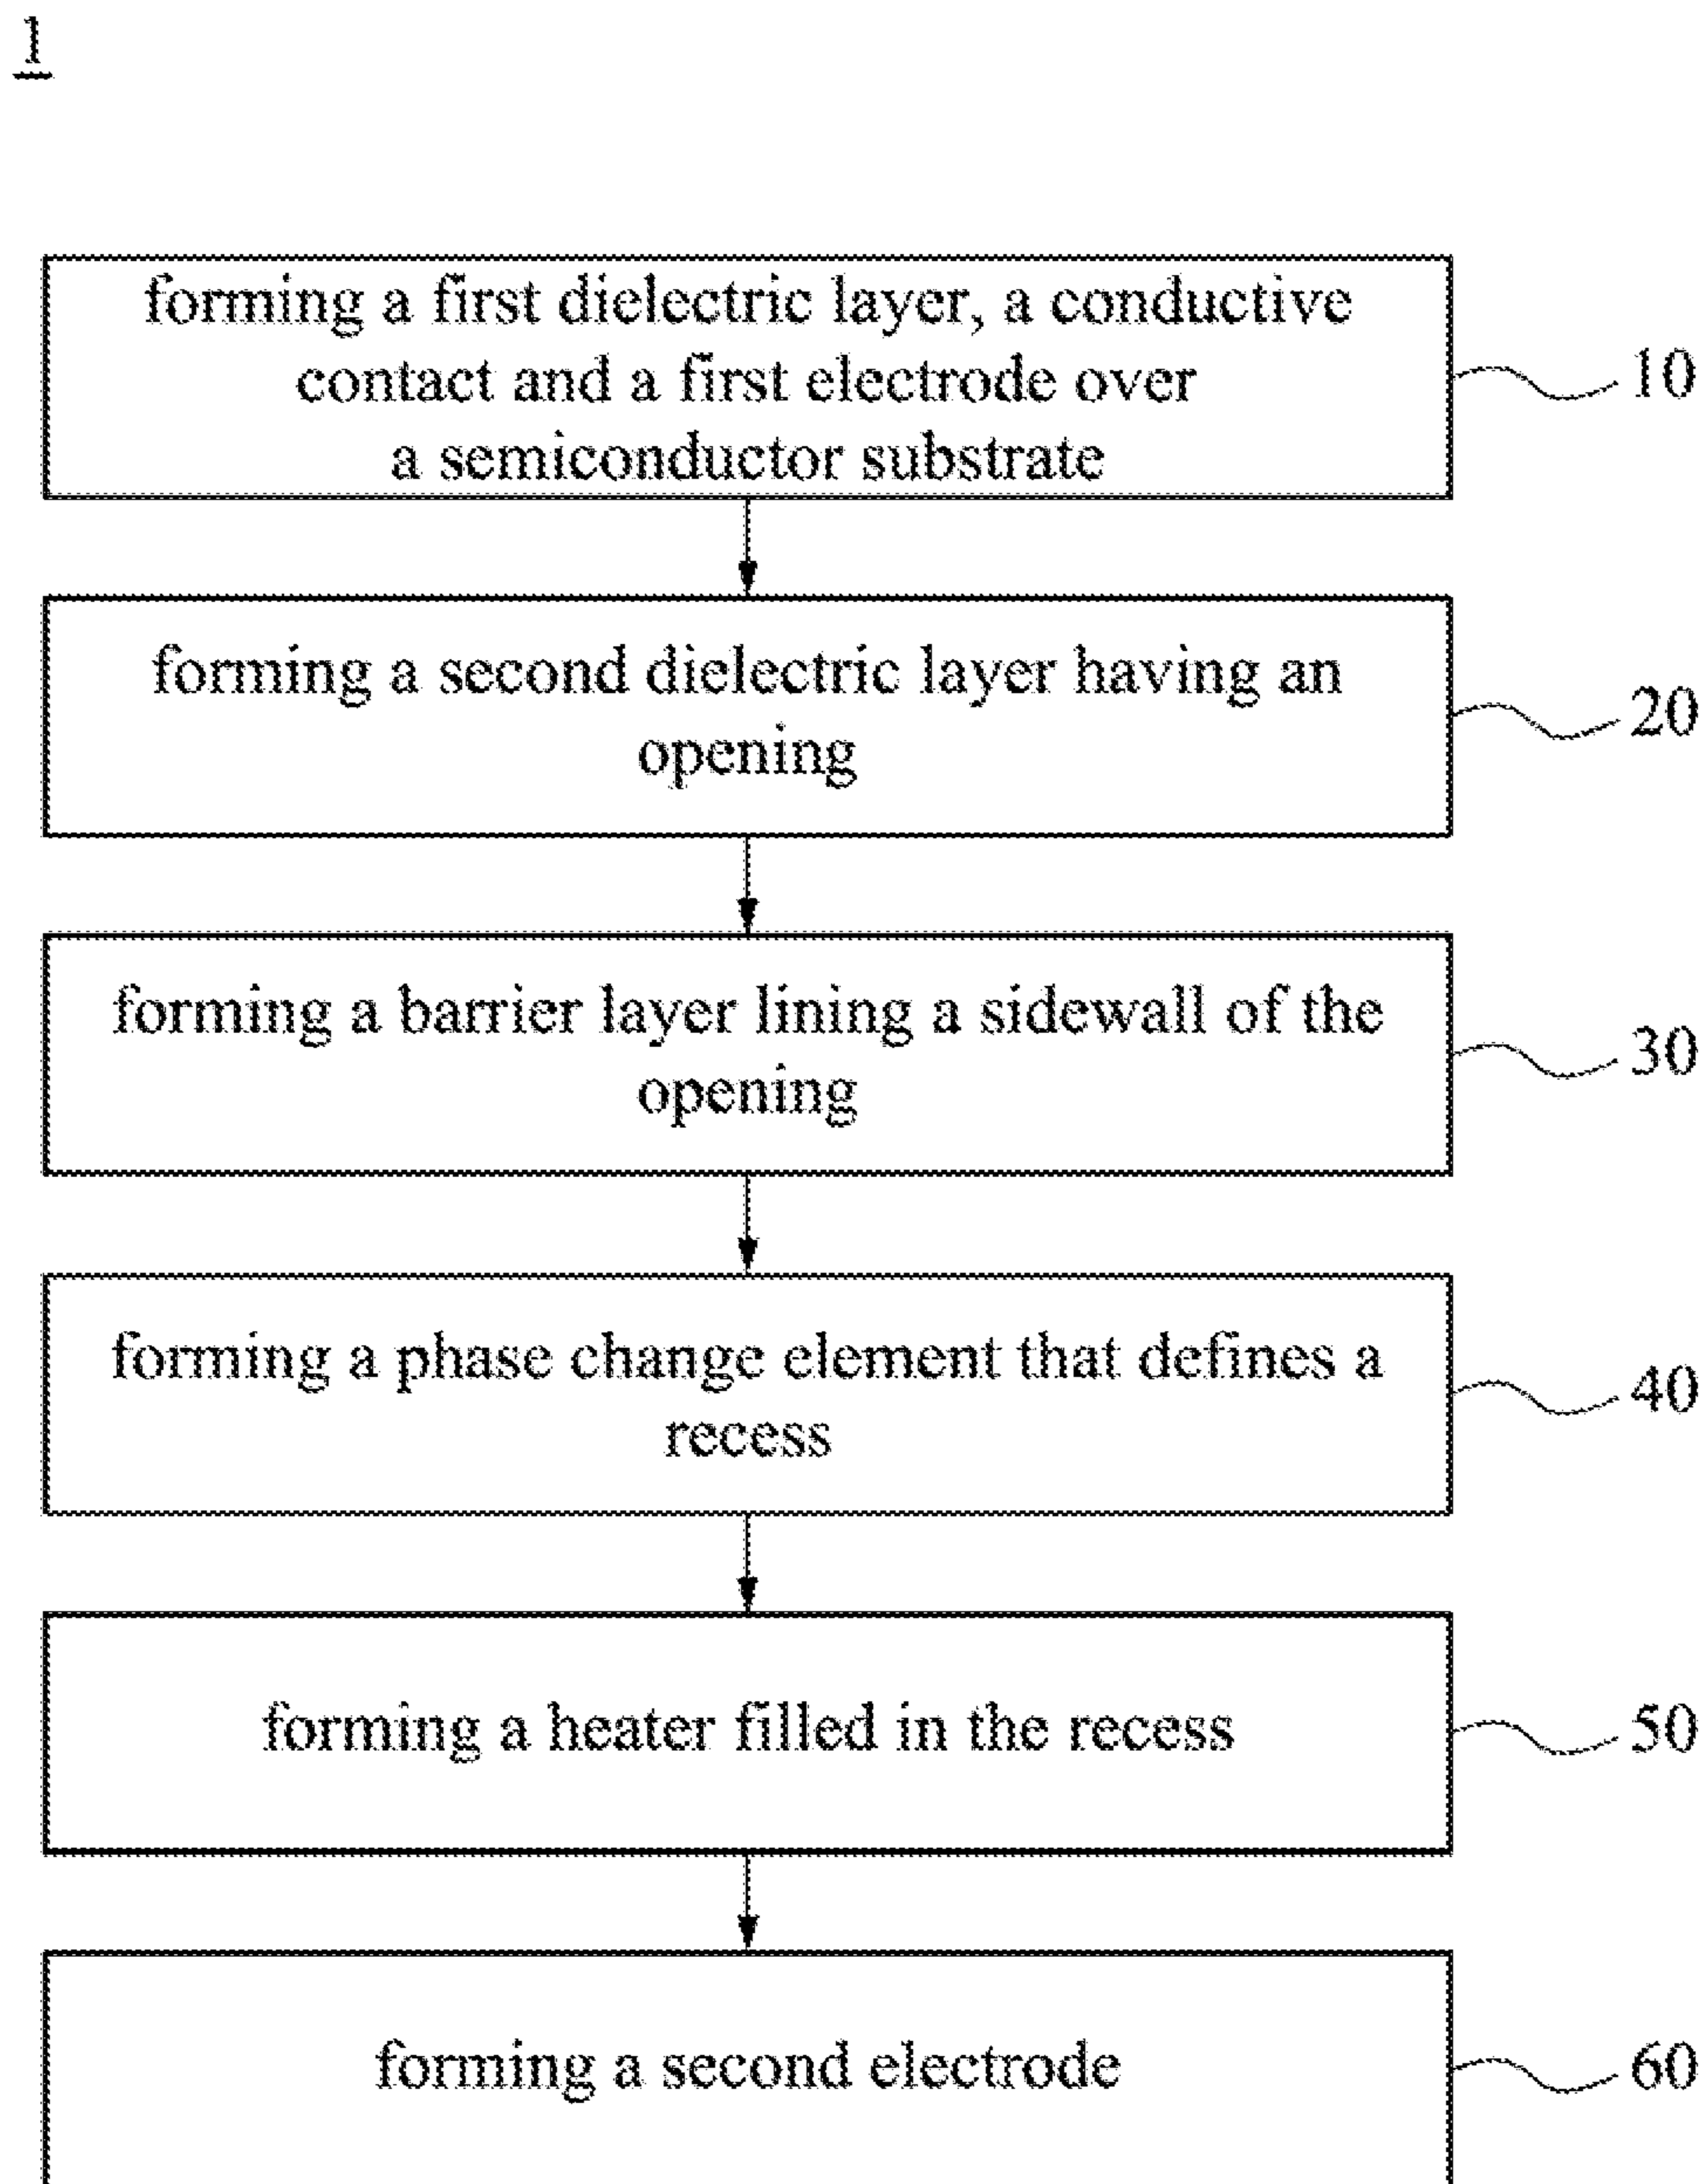 1
forming a first dielectric layer, a conductive
contact and a first electrode over
a semiconductor substrate
10
forming a second dielectric layer having an
opening
20
forming a barrier layer lining a sidewall of the
opening
30
forming a phase change element that defines a
recess
40
forming a heater filled in the recess
50
forming a second electrode
60